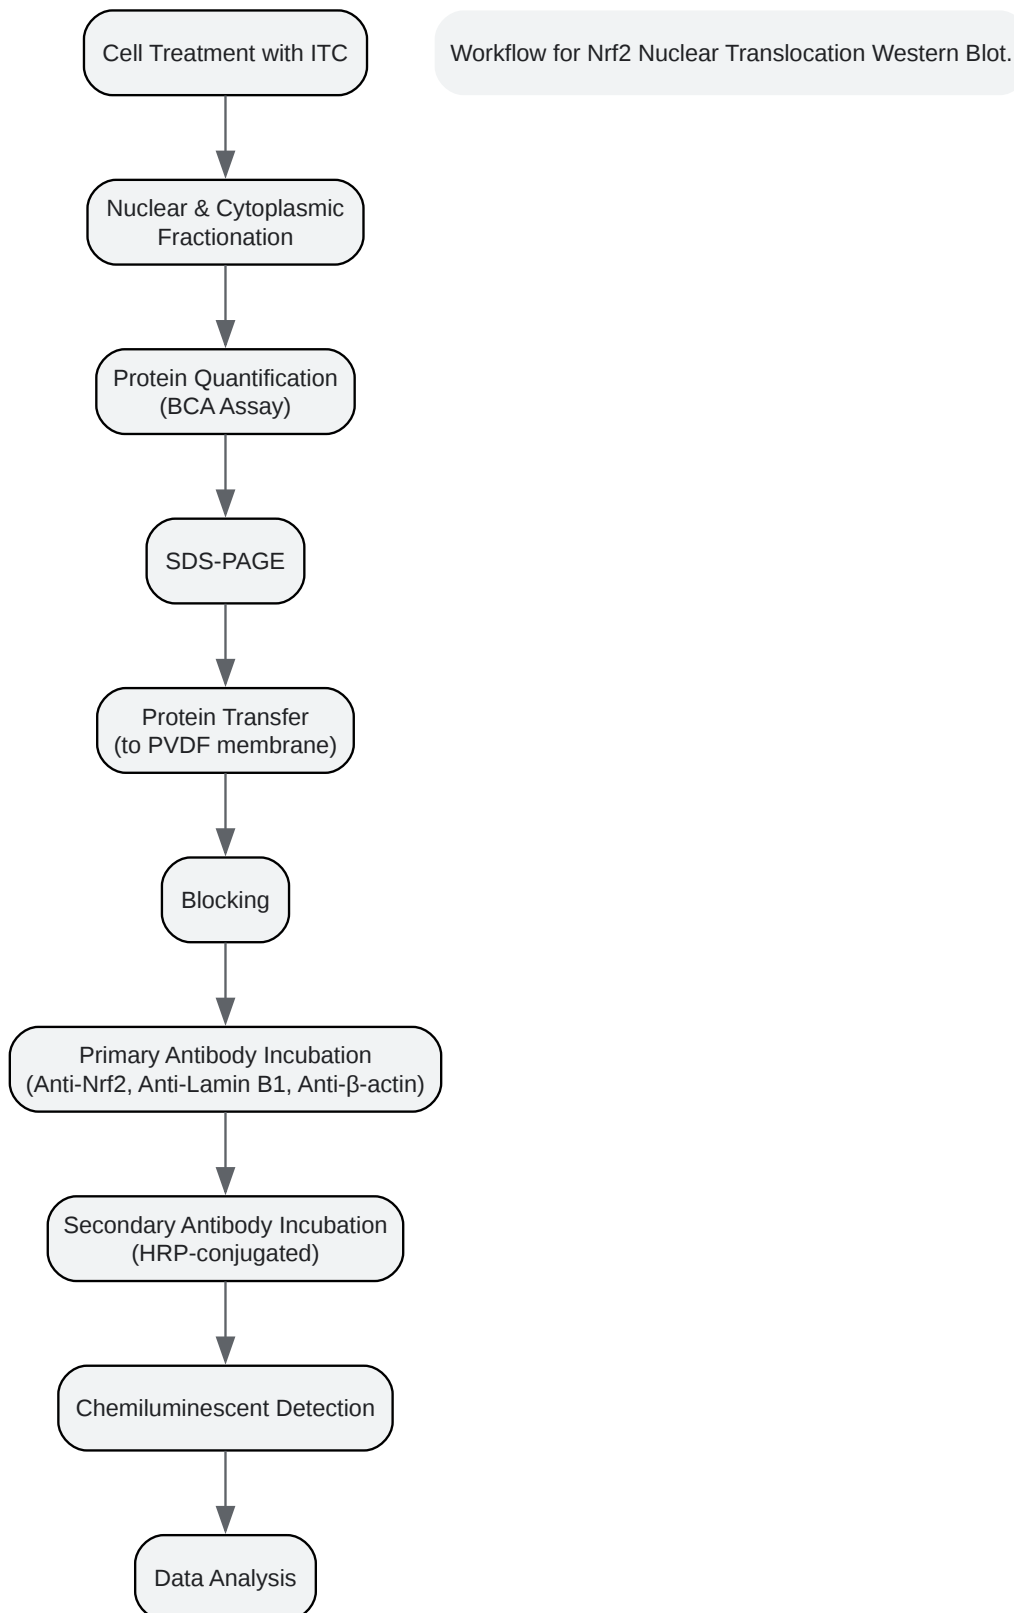 Cell Treatment with ITC
Workflow for Nrf2 Nuclear Translocation Western Blot.
Nuclear & Cytoplasmic
Fractionation
Protein Quantification
(BCA Assay)
SDS-PAGE
Protein Transfer
(to PVDF membrane)
Blocking
Primary Antibody Incubation
(Anti-Nrf2, Anti-Lamin B1, Anti-β-actin)
Secondary Antibody Incubation
(HRP-conjugated)
Chemiluminescent Detection
Data Analysis